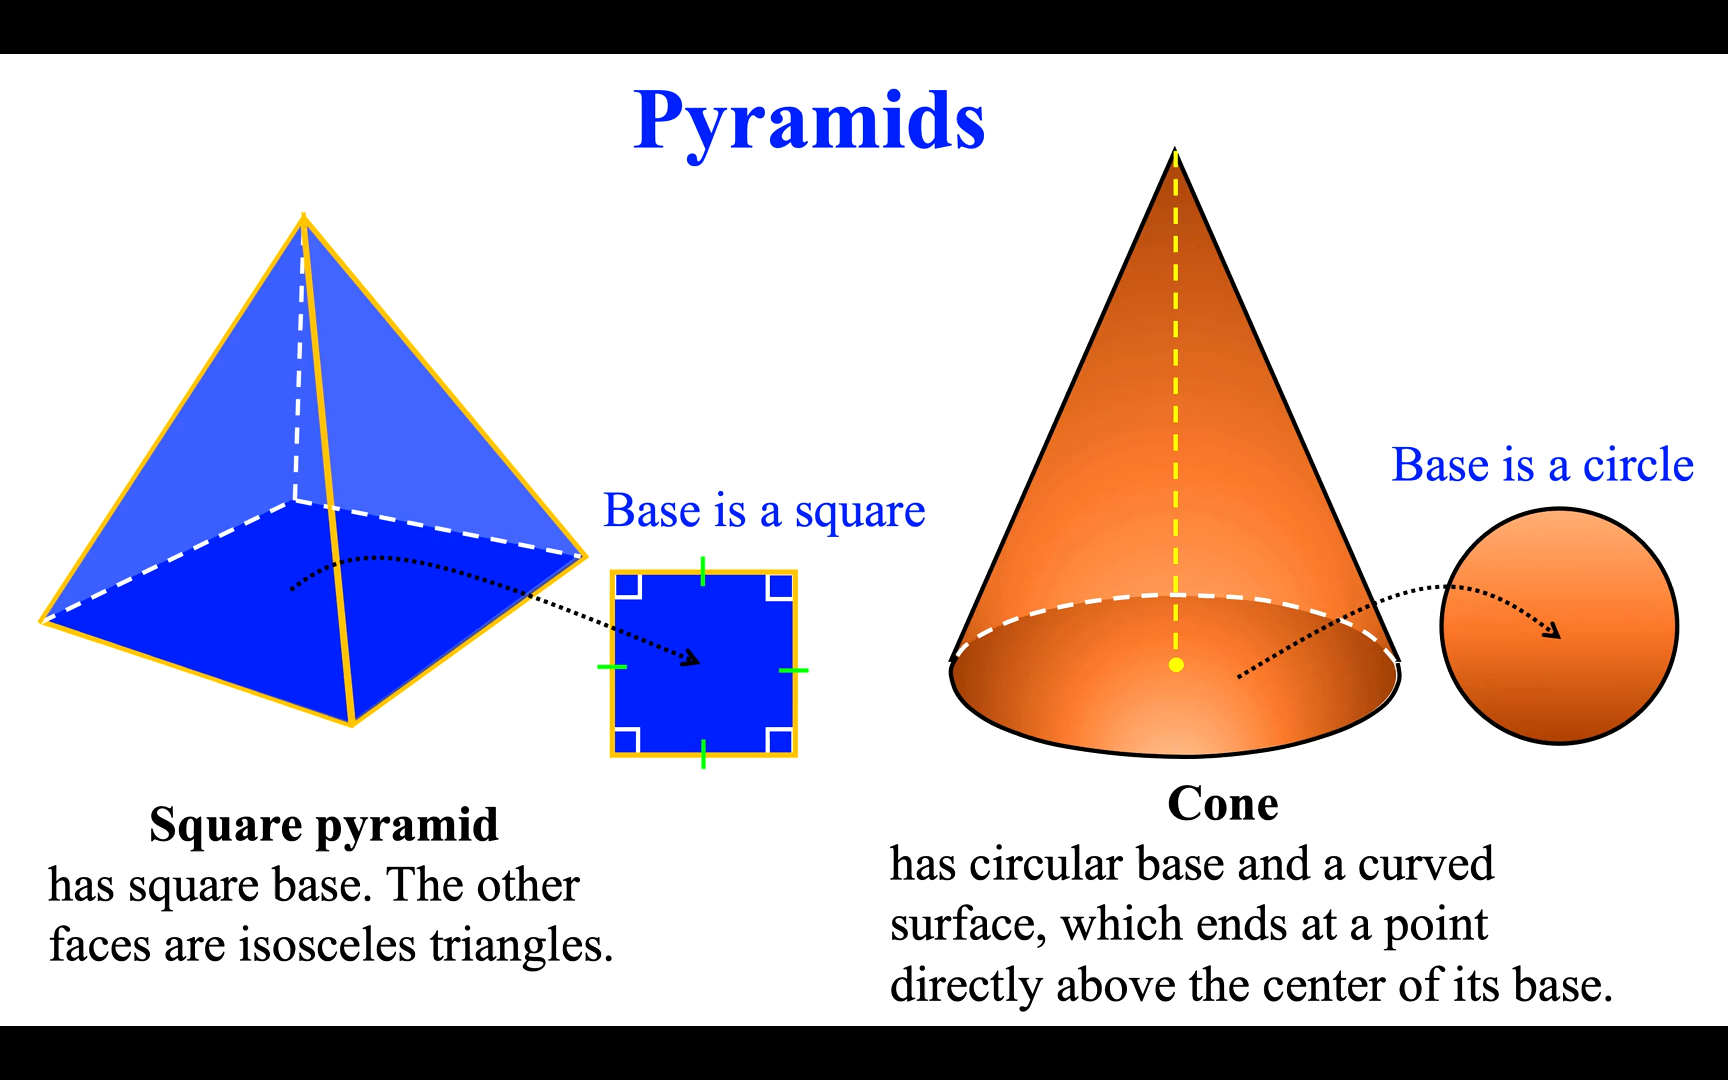 Pyramids
Base is a square
Base is a circle
Square pyramid
has square base. The other
faces are isosceles triangles.
Cone
has circular base and a curved
surface, which ends at a point
directly above the center of its base.